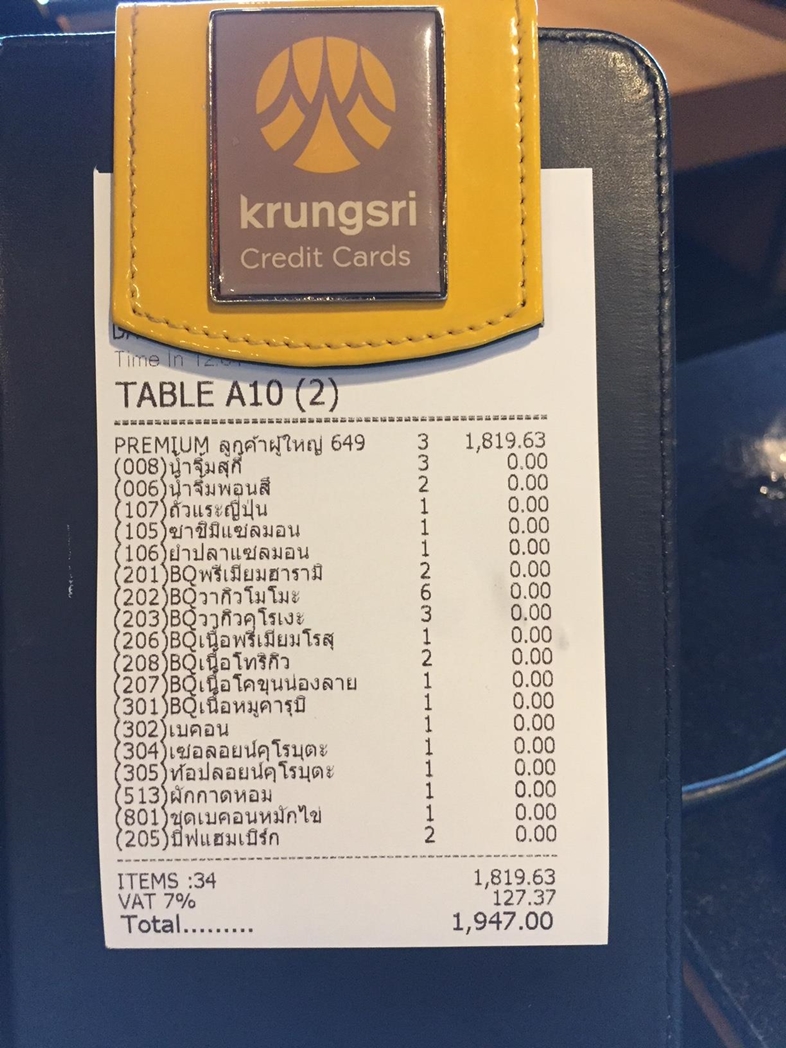 krungsri
Credit Cards
Time In
TABLE A10 (2)
PREMIUM ลูกค้าผู้ใหญ่ 649 3 1,819.63
(008)น้ำจิ้มสุกี้ 3 0.00
(006)น้ำจิ้มพอนสึ 2 0.00
(107)ถั่วแระญี่ปุ่น 1 0.00
(105)ซาชิมิแซลมอน 1 0.00
(106)ยำปลาแซลมอน 1 0.00
(201)BQพรีเมียมฮารามิ 2 0.00
(202)BQวากิวโมโมะ 6 0.00
(203)BQวากิวคุโรเงะ 3 0.00
(206)BQเนื้อพรีเมียมโรสุ 1 0.00
(208)BQเนื้อโทริกิว 2 0.00
(207)BQเนื้อโคขุนน่องลาย 1 0.00
(301)BQเนื้อหมูคารุบิ 1 0.00
(302)เบคอน 1 0.00
(304)เซอลอยน์คุโรบุตะ 1 0.00
(305)ท้อปลอยน์คุโรบุตะ 1 0.00
(513)ผักกาดหอม 1 0.00
(801)ชุดเบคอนหมักไข่ 1 0.00
(205)บีฟแฮมเบิร์ก 2 0.00
ITEMS :34 1,819.63
VAT 7% 127.37
Total......... 1,947.00